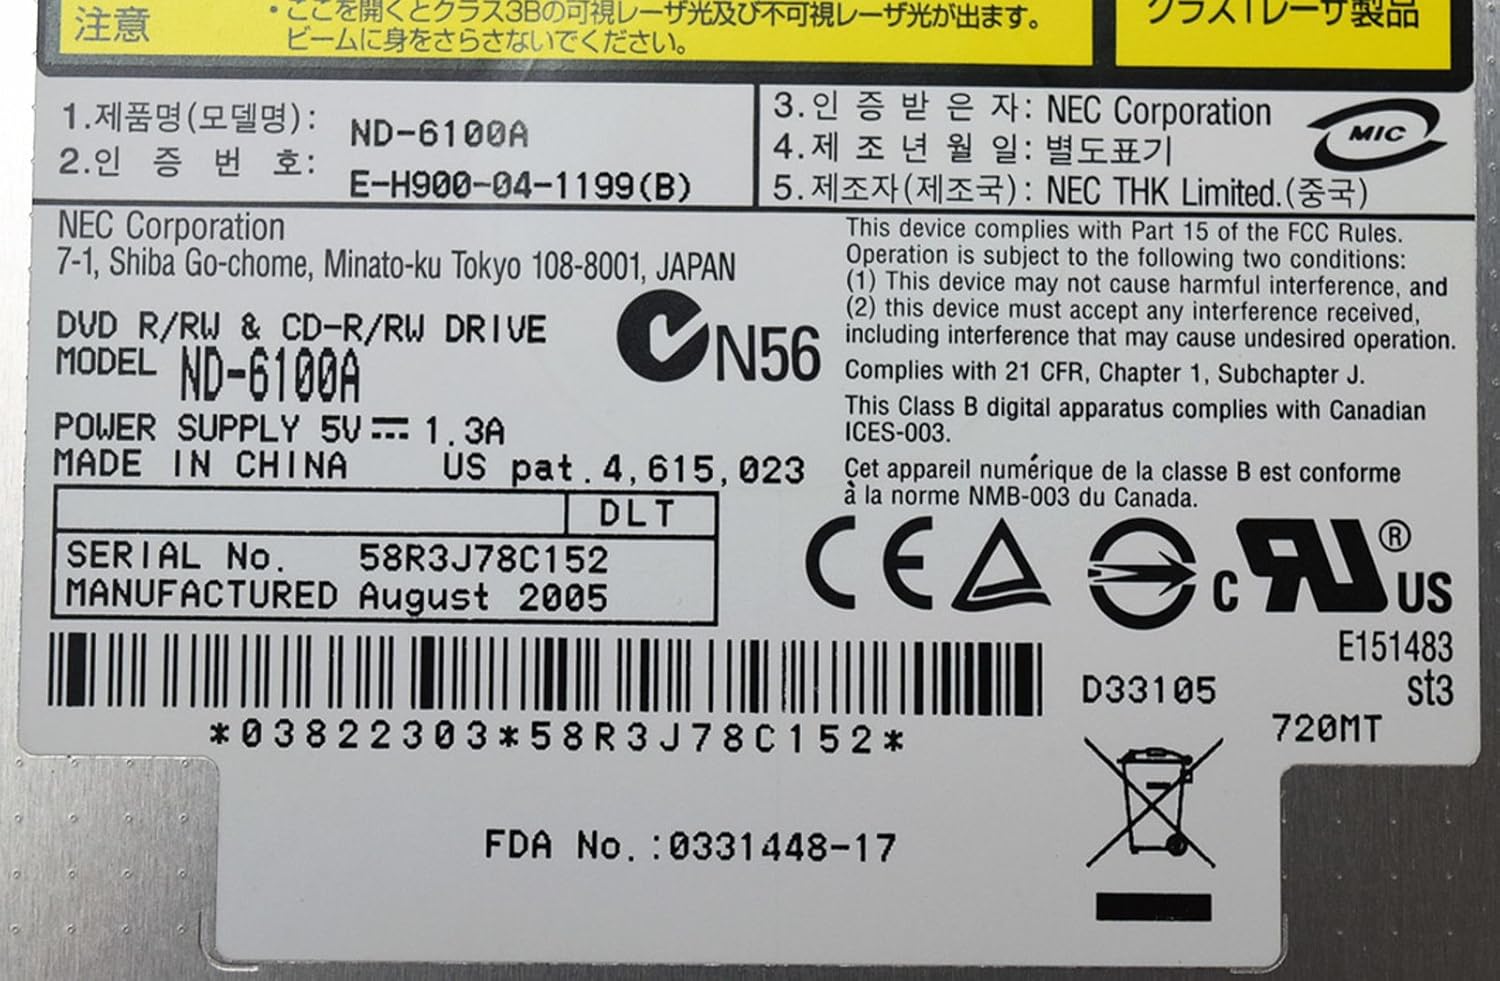 注意
・ここを開くとクラス3Bの可視レーザ光及び不可視レーザ光が出ます。
ビームに身をさらさないでください。
クラス1レーザ製品
1.제품명(모델명): ND-6100A
2.인 증 번 호: E-H900-04-1199(B)
3.인 증 받 은 자: NEC Corporation
4.제 조 년 월 일: 별도표기
5.제조자(제조국): NEC THK Limited.(중국)
MIC
NEC Corporation
7-1, Shiba Go-chome, Minato-ku Tokyo 108-8001, JAPAN
DVD R/RW & CD-R/RW DRIVE
MODEL ND-6100A
N56
POWER SUPPLY 5V ⎓ 1.3A
MADE IN CHINA US pat.4,615,023
DLT
SERIAL No. 58R3J78C152
MANUFACTURED August 2005
*03822303*58R3J78C152*
This device complies with Part 15 of the FCC Rules.
Operation is subject to the following two conditions:
(1) This device may not cause harmful interference, and
(2) this device must accept any interference received,
including interference that may cause undesired operation.
Complies with 21 CFR, Chapter 1, Subchapter J.
This Class B digital apparatus complies with Canadian
ICES-003.
Cet appareil numérique de la classe B est conforme
à la norme NMB-003 du Canada.
CE
c RU ® US
E151483
D33105
st3
720MT
FDA No.:0331448-17